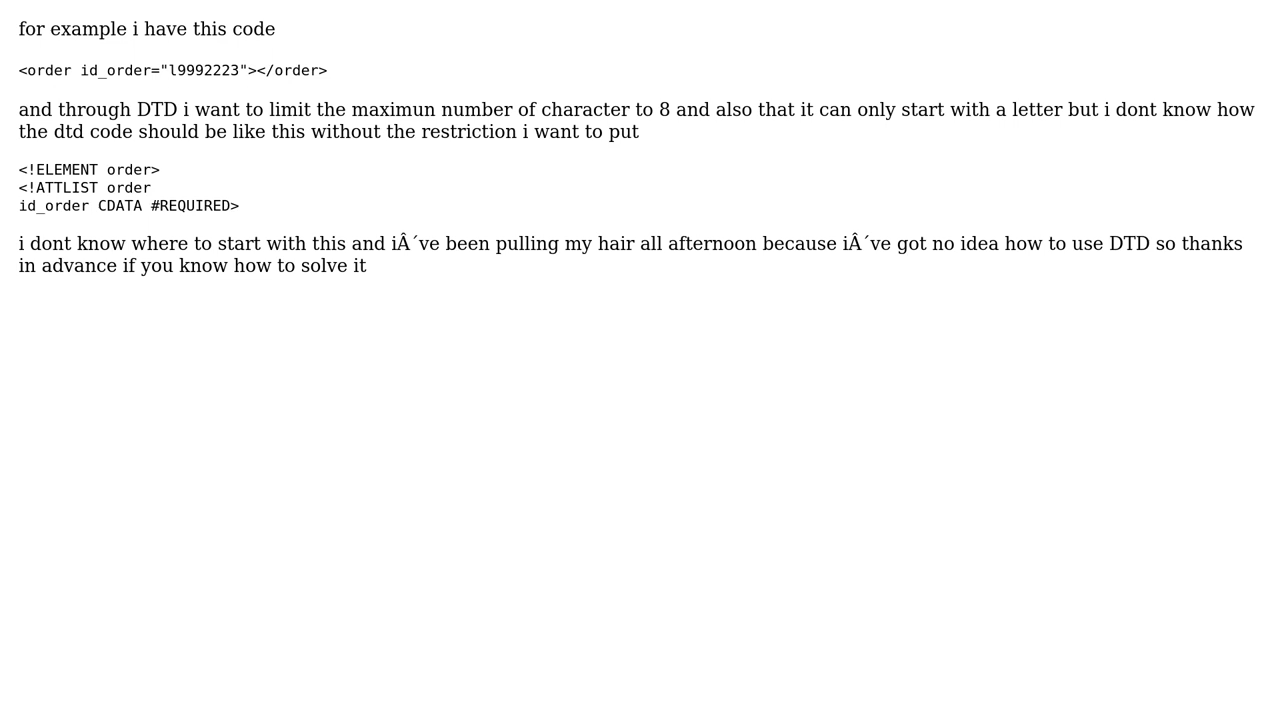 for example i have this code
<order id_order="l9992223"></order>
and through DTD i want to limit the maximun number of character to 8 and also that it can only start with a letter but i dont know how
the dtd code should be like this without the restriction i want to put
<!ELEMENT order>
<!ATTLIST order
id_order CDATA #REQUIRED>
i dont know where to start with this and iÂ´ve been pulling my hair all afternoon because iÂ´ve got no idea how to use DTD so thanks
in advance if you know how to solve it